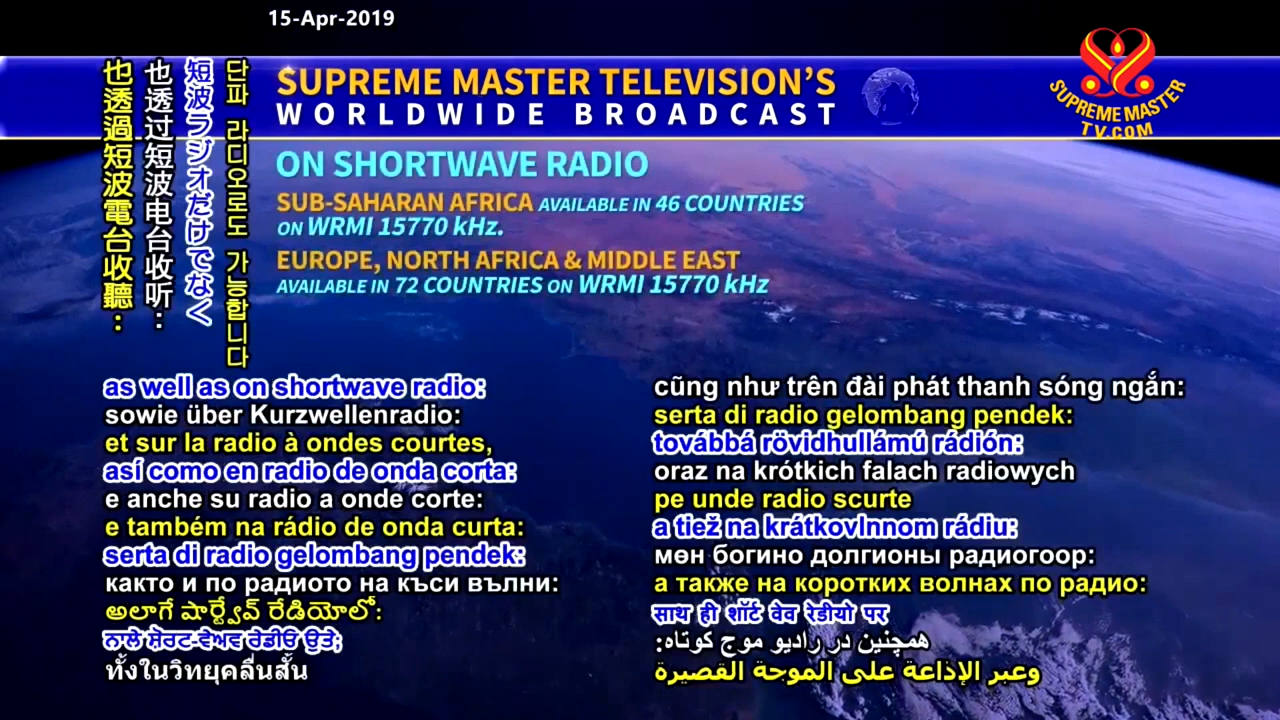 15-Apr-2019
SUPREME MASTER TELEVISION'S
WORLDWIDE BROADCAST
SUPREME MASTER
TV.COM
ON SHORTWAVE RADIO
SUB-SAHARAN AFRICA AVAILABLE IN 46 COUNTRIES
ON WRMI 15770 kHz.
EUROPE, NORTH AFRICA & MIDDLE EAST
AVAILABLE IN 72 COUNTRIES ON WRMI 15770 kHz
단파 라디오로도 가능합니다
短波ラジオだけでなく
也透过短波电台收听：
也透過短波電台收聽：
as well as on shortwave radio:
sowie über Kurzwellenradio:
et sur la radio à ondes courtes,
así como en radio de onda corta:
e anche su radio a onde corte:
e também na rádio de onda curta:
serta di radio gelombang pendek:
както и по радиото на къси вълни:
అలాగే షార్ట్వేవ్ రేడియోలో:
ਨਾਲੇ ਸ਼ੋਰਟ-ਵੇਅਵ ਰੇਡੀਓ ਉਤੇ;
ทั้งในวิทยุคลื่นสั้น
cũng như trên đài phát thanh sóng ngắn:
serta di radio gelombang pendek:
továbbá rövidhullámú rádión:
oraz na krótkich falach radiowych
pe unde radio scurte
a tiež na krátkovlnnom rádiu:
мөн богино долгионы радиогоор:
а также на коротких волнах по радио:
साथ ही शॉर्ट वेव रेडीयो पर
همچنین در رادیو موج کوتاه:
وعبر الإذاعة على الموجة القصيرة